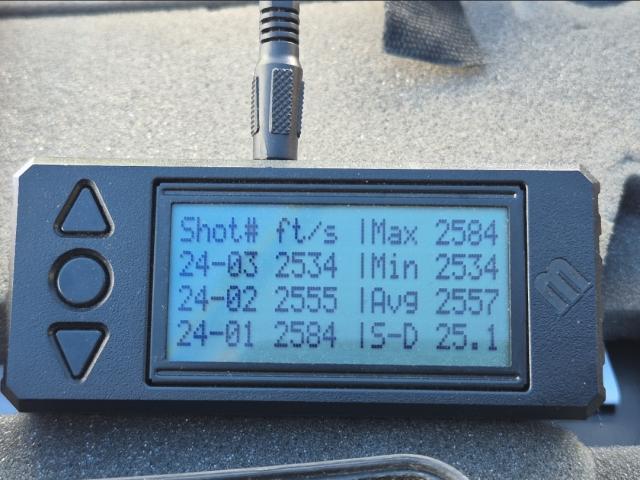 Shot# ft/s |Max 2584
24-03 2534 |Min 2534
24-02 2555 |Avg 2557
24-01 2584 |S-D 25.1
m